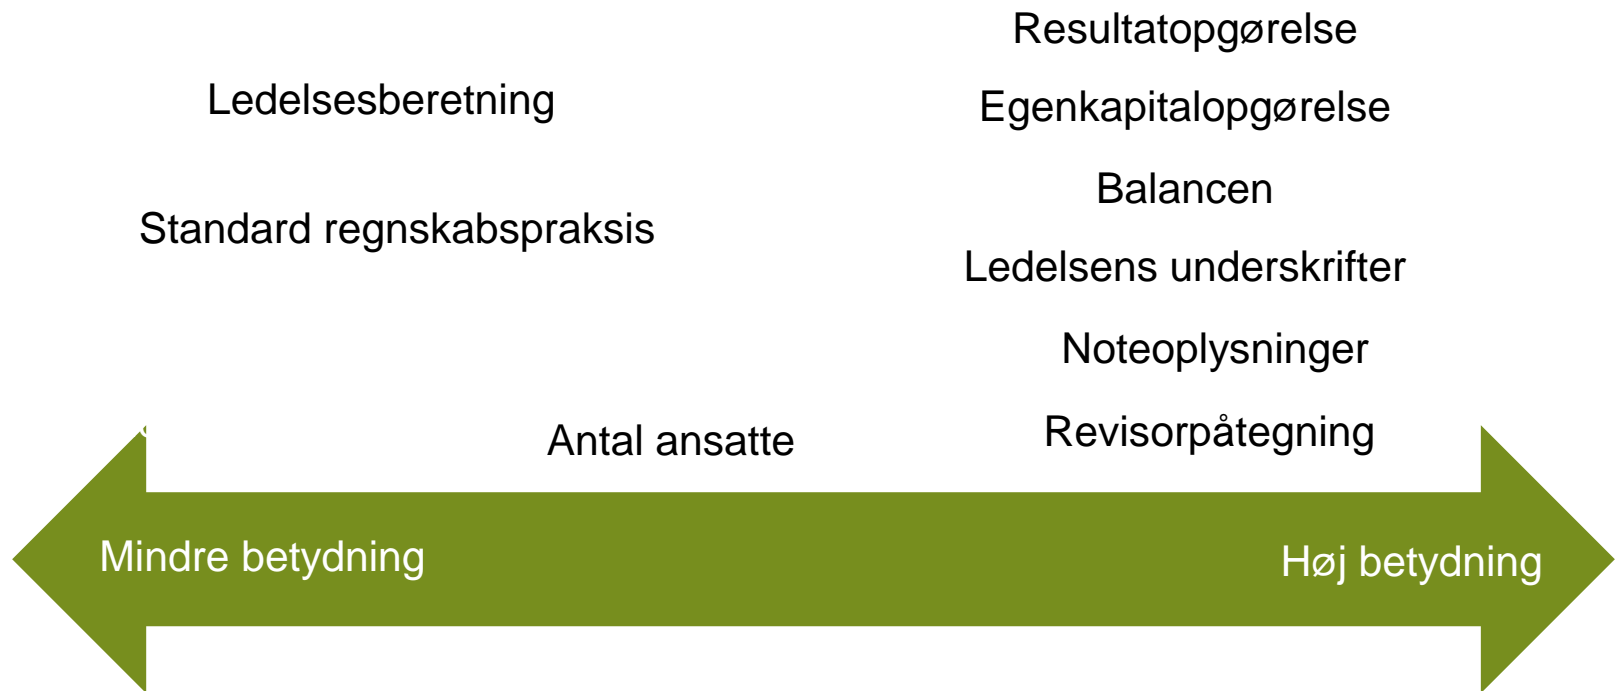 Resultatopgørelse
Ledelsesberetning
Egenkapitalopgørelse
Balancen
Standard regnskabspraksis
Ledelsens underskrifter
Noteoplysninger
Revisorpåtegning
Antal ansatte
Mindre betydning
Høj betydning